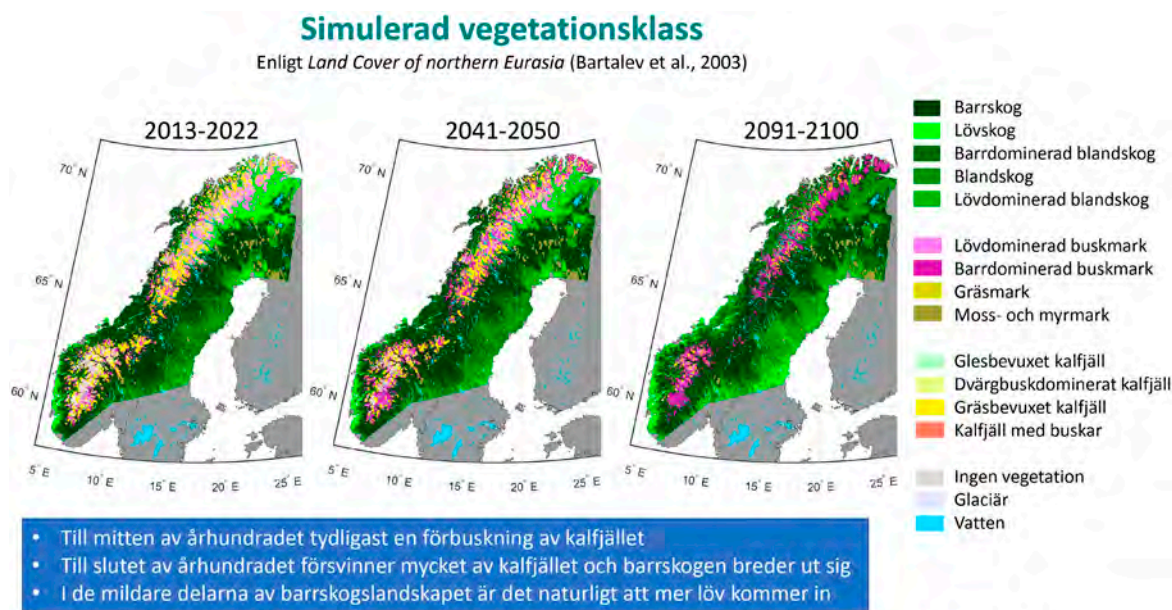 Simulerad vegetationsklass
Enligt Land Cover of northern Eurasia (Bartalev et al., 2003)
2013-2022
2041-2050
2091-2100
70° N
65° N
60° N
5° E
10° E
15° E
20° E
25° E
70° N
65° N
60° N
5° E
10° E
15° E
20° E
25° E
70° N
65° N
60° N
5° E
10° E
15° E
20° E
25° E
Barrskog
Lövskog
Barrdominerad blandskog
Blandskog
Lövdominerad blandskog
Lövdominerad buskmark
Barrdominerad buskmark
Gräsmark
Moss- och myrmark
Glesbevuxet kalfjäll
Dvärgbuskdominerat kalfjäll
Gräsbevuxet kalfjäll
Kalfjäll med buskar
Ingen vegetation
Glaciär
Vatten
• Till mitten av århundradet tydligast en förbuskning av kalfjället
• Till slutet av århundradet försvinner mycket av kalfjället och barrskogen breder ut sig
• I de mildare delarna av barrskogslandskapet är det naturligt att mer löv kommer in